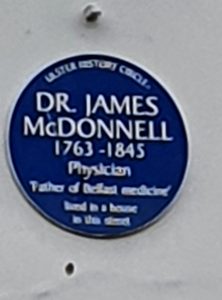 ULSTER HISTORY CIRCLE
DR. JAMES
McDONNELL
1763 - 1845
Physician
'Father of Belfast medicine'
lived in a house
in this street